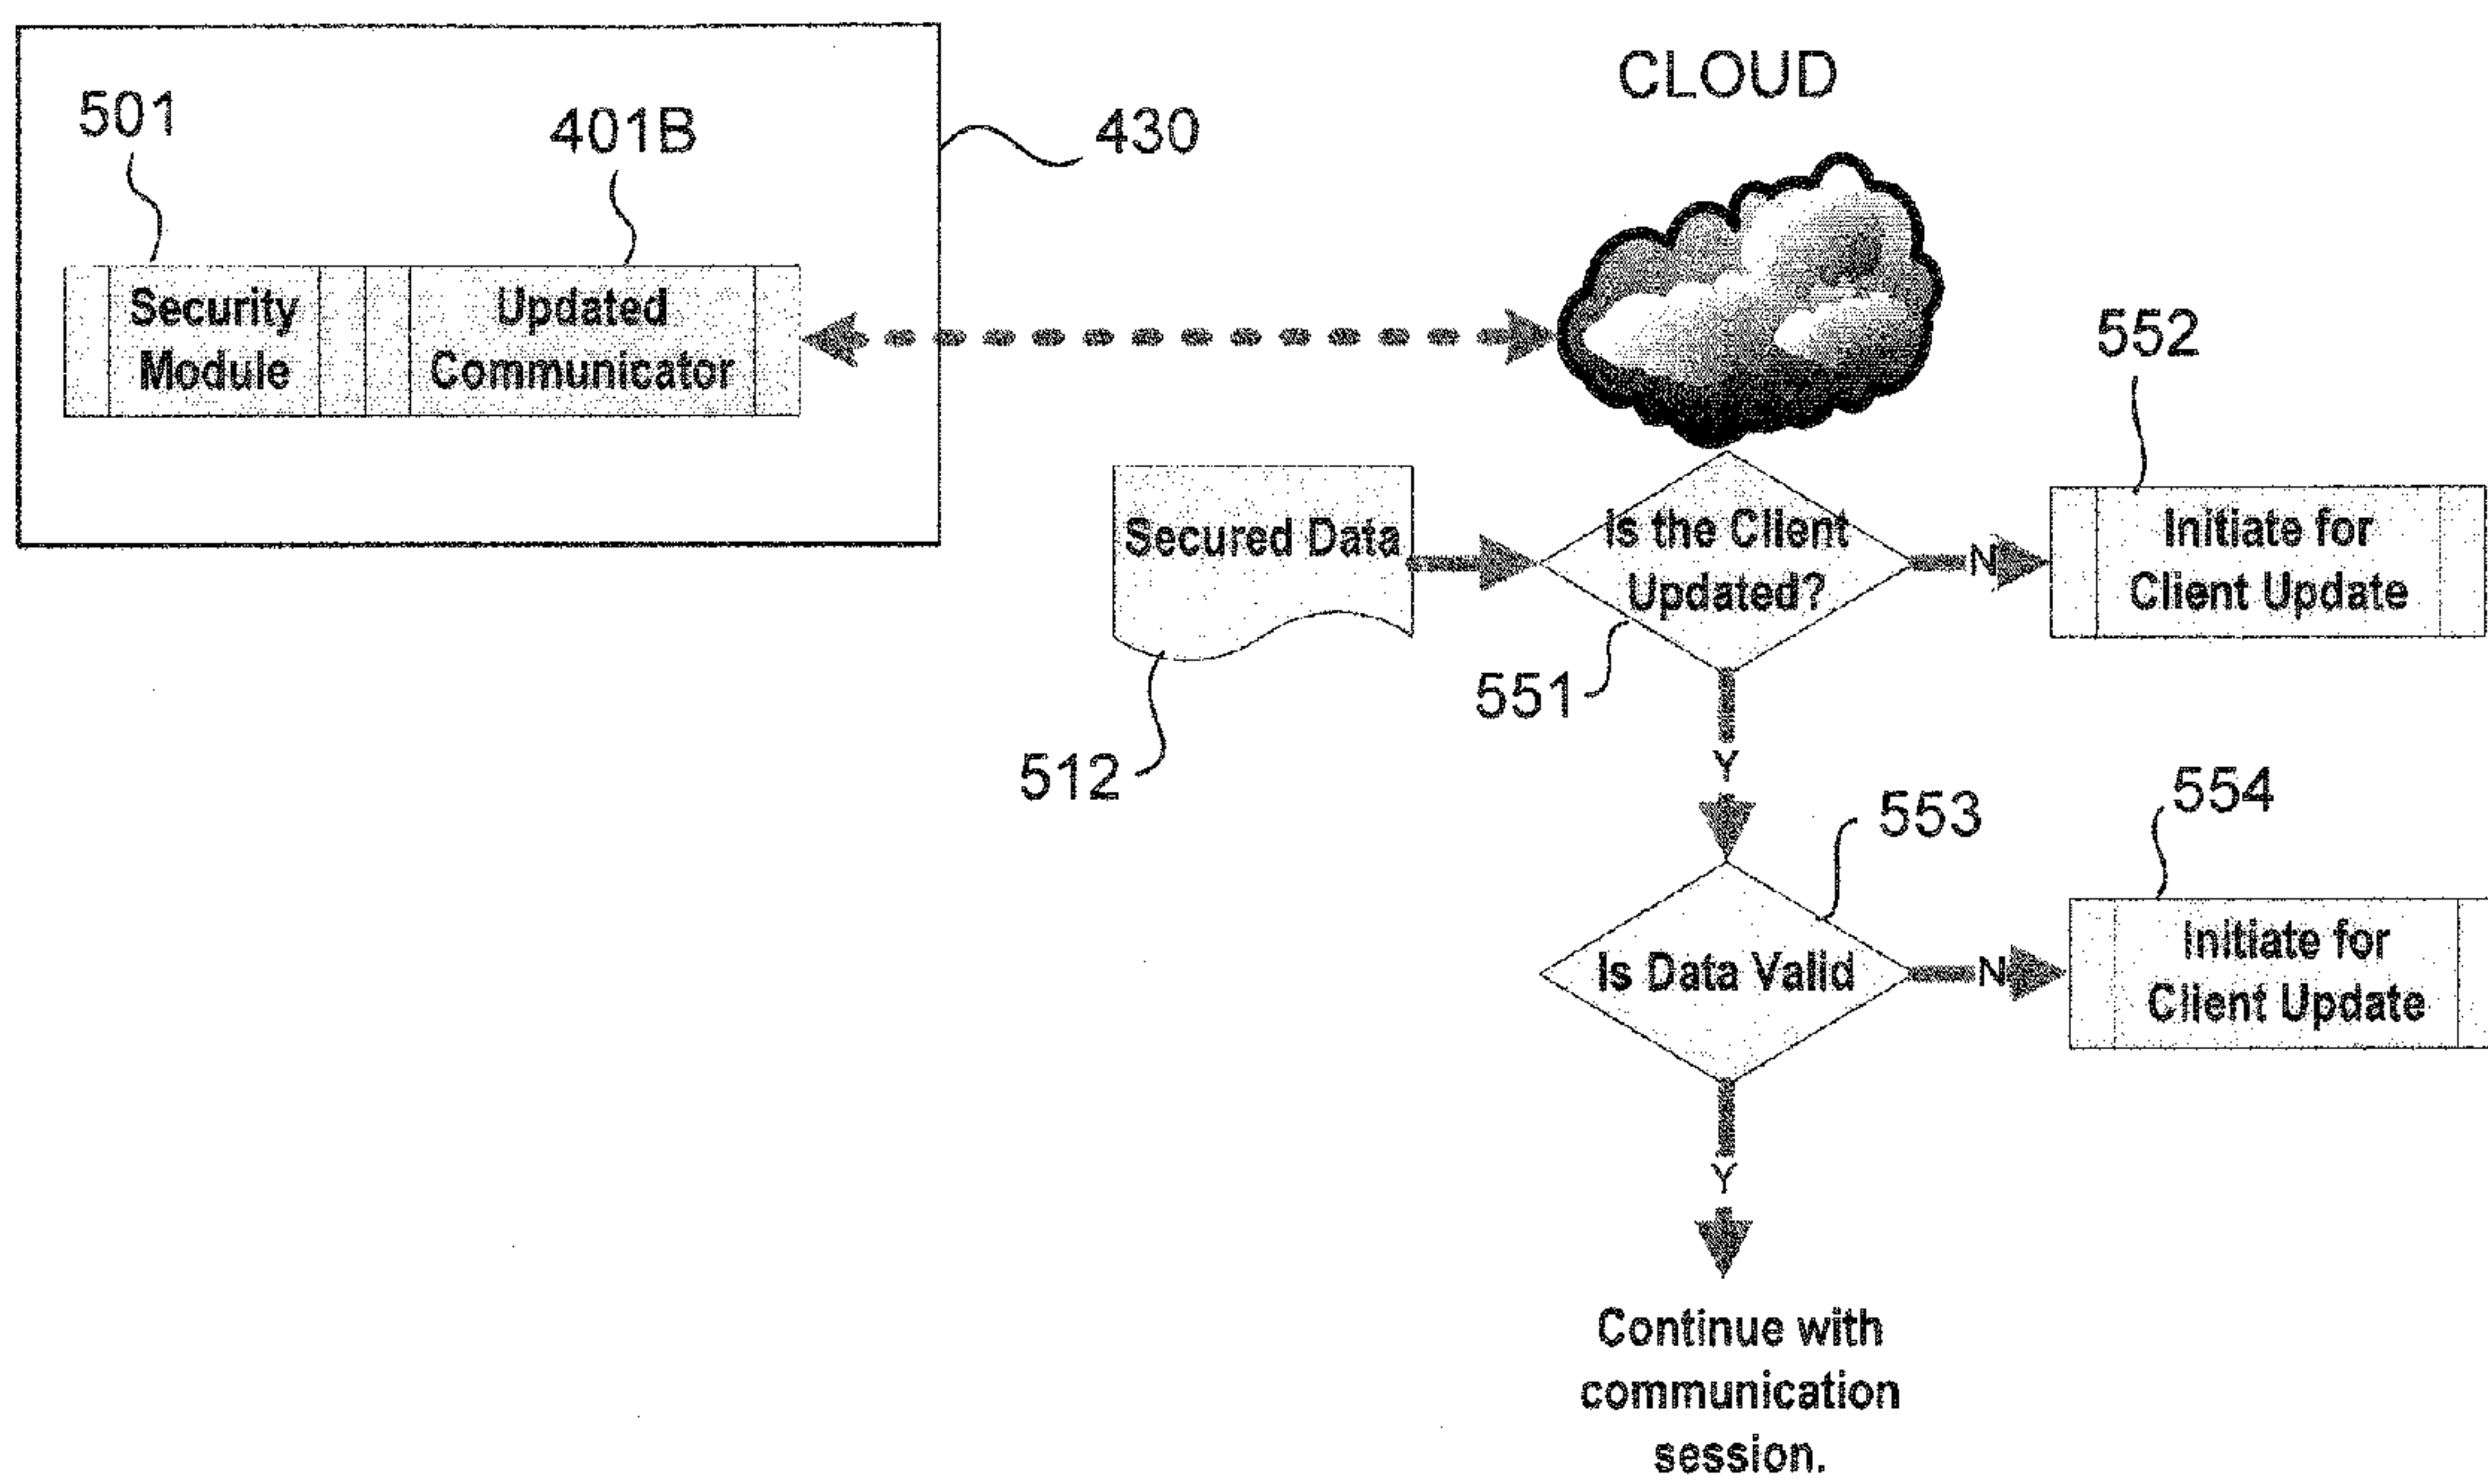 CLOUD
501
401B
430
Security
Module
Updated
Communicator
552
Secured Data
Is the Client
Updated?
N
Initiate for
Client Update
551
512
Y
553
554
Is Data Valid
N
Initiate for
Client Update
Y
Continue with
communication
session.